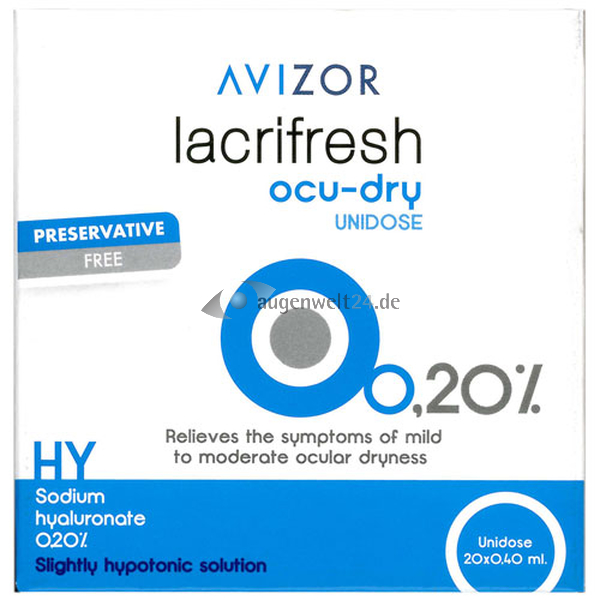 AVIZOR
lacrifresh
ocu-dry
UNIDOSE
PRESERVATIVE
FREE
augenwelt24.de
0,20%
Relieves the symptoms of mild
to moderate ocular dryness
HY
Sodium
hyaluronate
0.20%
Slightly hypotonic solution
Unidose
20x0.40 ml.